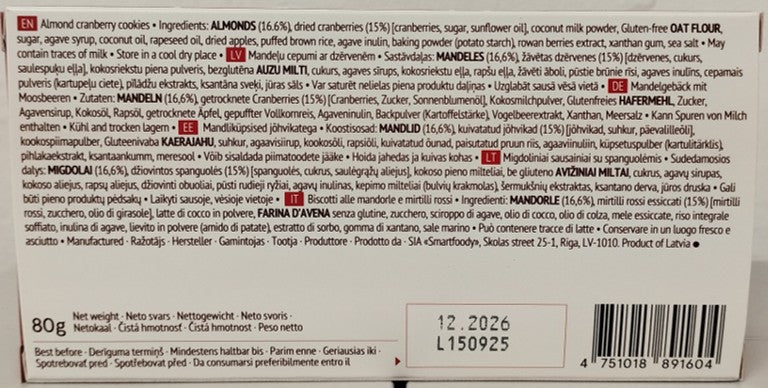 EN Almond cranberry cookies • Ingredients: ALMONDS (16.6%), dried cranberries (15%) [cranberries, sugar, sunflower oil], coconut milk powder, Gluten-free OAT FLOUR,
sugar, agave syrup, coconut oil, rapeseed oil, dried apples, puffed brown rice, agave inulin, baking powder (potato starch), rowan berries extract, xanthan gum, sea salt • May
contain traces of milk • Store in a cool dry place • LV Mandeļu cepumi ar dzērvenēm • Sastāvdaļas: MANDELES (16,6%), žāvētas dzērvenes (15%) [dzērvenes, cukurs,
saulespuķu eļļa], kokosriekstu piena pulveris, bezglutēna AUZU MILTI, cukurs, agaves sīrups, kokosriekstu eļļa, rapšu eļļa, žāvēti āboli, pūstie brūnie rīsi, agaves inulīns, cepamais
pulveris (kartupeļu ciete), pīlādžu ekstrakts, ksantāna sveķi, jūras sāls • Var saturēt nelielas piena produktu daļiņas • Uzglabāt sausā vēsā vietā • DE Mandelgebäck mit
Moosbeeren • Zutaten: MANDELN (16,6%), getrocknete Cranberries (15%) [Cranberries, Zucker, Sonnenblumenöl], Kokosmilchpulver, Glutenfreies HAFERMEHL, Zucker,
Agavensirup, Kokosöl, Rapsöl, getrocknete Äpfel, gepuffter Vollkornreis, Agaveninulin, Backpulver (Kartoffelstärke), Vogelbeerextrakt, Xanthan, Meersalz • Kann Spuren von Milch
enthalten • Kühl and trocken lagern • EE Mandliküpsised jõhvikatega • Koostisosad: MANDLID (16,6%), kuivatatud jõhvikad (15%) [jõhvikad, suhkur, päevalilleõli],
kookospiimapulber, Gluteenivaba KAERAJAHU, suhkur, agaavisiirup, kookosõli, rapsiõli, kuivatatud õunad, paisutatud pruun riis, agaaviinuliin, küpsetuspulber (kartulitärklis),
pihlakaekstrakt, ksantaankumm, meresool • Võib sisaldada piimatoodete jääke • Hoida jahedas ja kuivas kohas • LT Migdoliniai sausainiai su spanguolėmis • Sudedamosios
dalys: MIGDOLAI (16,6%), džiovintos spanguolės (15%) [spanguolės, cukrus, saulėgrąžų aliejus], kokoso pieno milteliai, be gliuteno AVIŽINIAI MILTAI, cukrus, agavų sirupas,
kokoso aliejus, rapsų aliejus, džiovinti obuoliai, pūsti rudieji ryžiai, agavų inulinas, kepimo milteliai (bulvių krakmolas), šermukšnių ekstraktas, ksantano derva, jūros druska • Gali
būti pieno produktų pėdsakų • Laikyti sausoje, vėsioje vietoje • IT Biscotti alle mandorle e mirtilli rossi • Ingredienti: MANDORLE (16,6%), mirtilli rossi essiccati (15%) [mirtilli
rossi, zucchero, olio di girasole], latte di cocco in polvere, FARINA D'AVENA senza glutine, zucchero, sciroppo di agave, olio di cocco, olio di colza, mele essiccate, riso integrale
soffiato, inulina di agave, lievito in polvere (amido di patate), estratto di sorbo, gomma di xantano, sale marino • Può contenere tracce di latte • Conservare in un luogo fresco e
asciutto • Manufactured · Ražotājs · Hersteller · Gamintojas · Tootja · Produttore · Prodotto da · SIA «Smartfoody», Skolas street 25-1, Riga, LV-1010. Product of Latvia ●
80g Net weight · Neto svars · Nettogewicht · Neto svoris ·
Netokaal · Čistá hmotnosť · Čistá hmotnost · Peso netto
12.2026
L150925
Best before · Derīguma termiņš · Mindestens haltbar bis · Parim enne · Geriausias iki ·
Spotrebovať pred · Spotřebovat před · Da consumarsi preferibilmente entro il
4 751018 891604